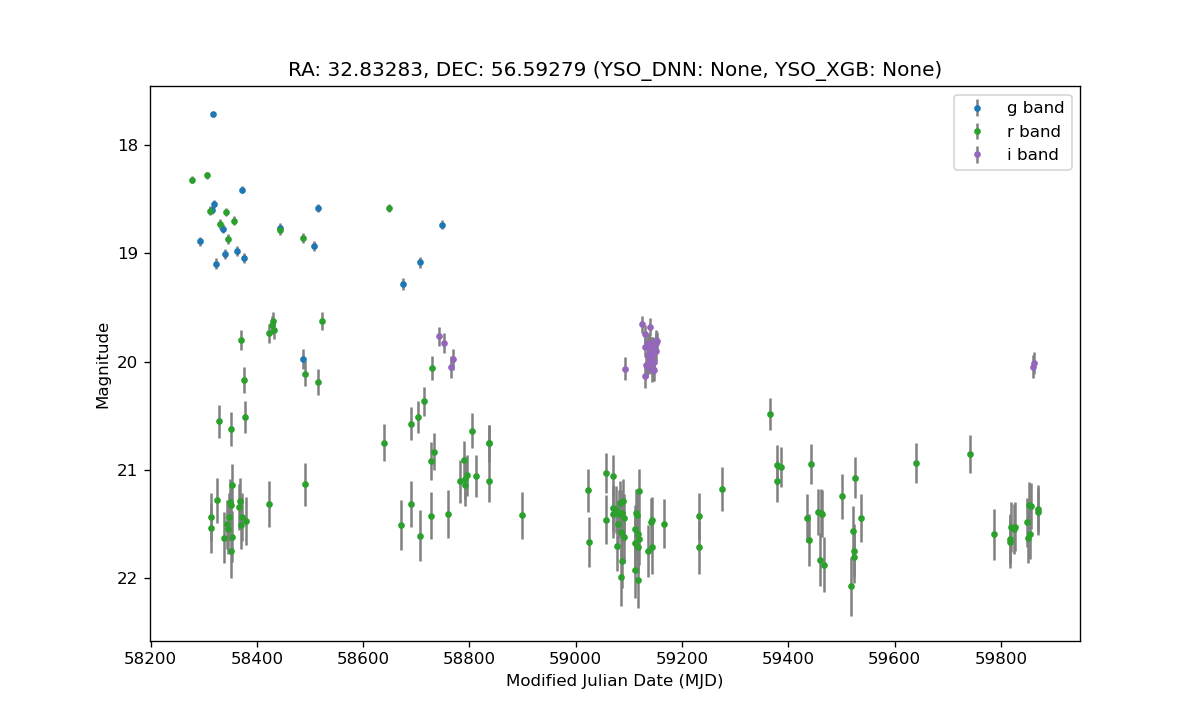 RA: 32.83283, DEC: 56.59279 (YSO_DNN: None, YSO_XGB: None)
g band
r band
i band
18
19
20
21
22
Magnitude
58200 58400 58600 58800 59000 59200 59400 59600 59800
Modified Julian Date (MJD)